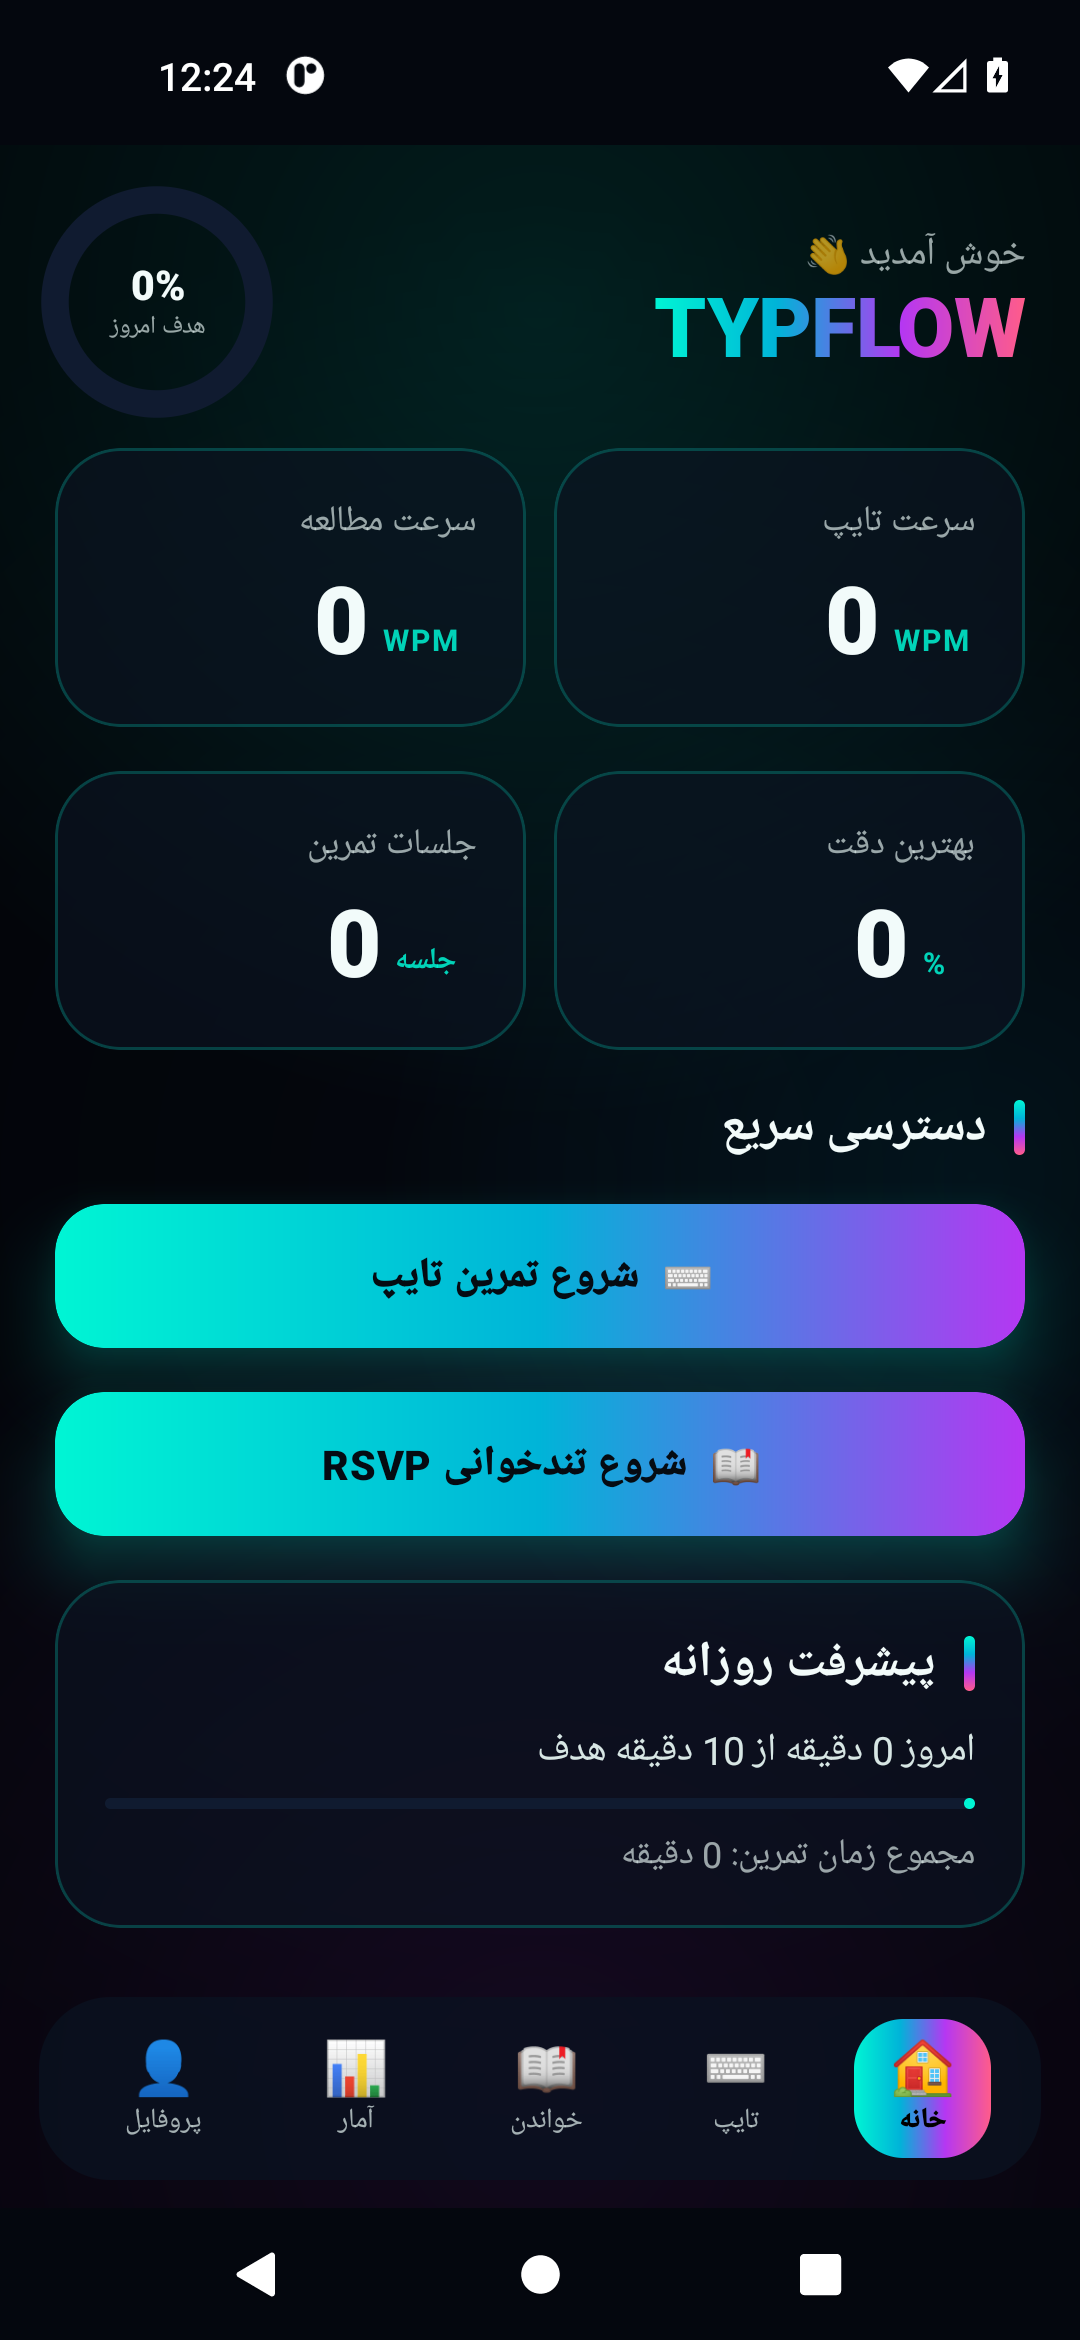 12:24
خوش آمدید 👋
TYPFLOW
0%
هدف امروز
سرعت تایپ
0 WPM
سرعت مطالعه
0 WPM
بهترین دقت
0 %
جلسات تمرین
0 جلسه
دسترسی سریع
⌨️ شروع تمرین تایپ
📖 شروع تندخوانی RSVP
پیشرفت روزانه
امروز 0 دقیقه از 10 دقیقه هدف
مجموع زمان تمرین: 0 دقیقه
خانه
تایپ
خواندن
آمار
پروفایل